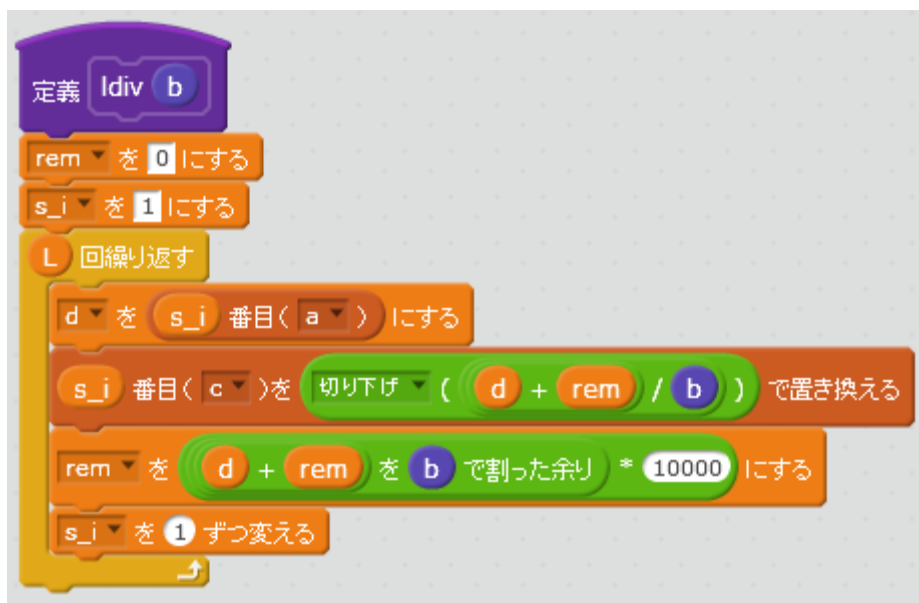 定義 ldiv b
rem を 0 にする
s_i を 1 にする
L 回繰り返す
d を s_i 番目( a ) にする
s_i 番目( c )を 切り下げ ( d + rem / b ) で置き換える
rem を d + rem を b で割った余り * 10000 にする
s_i を 1 ずつ変える